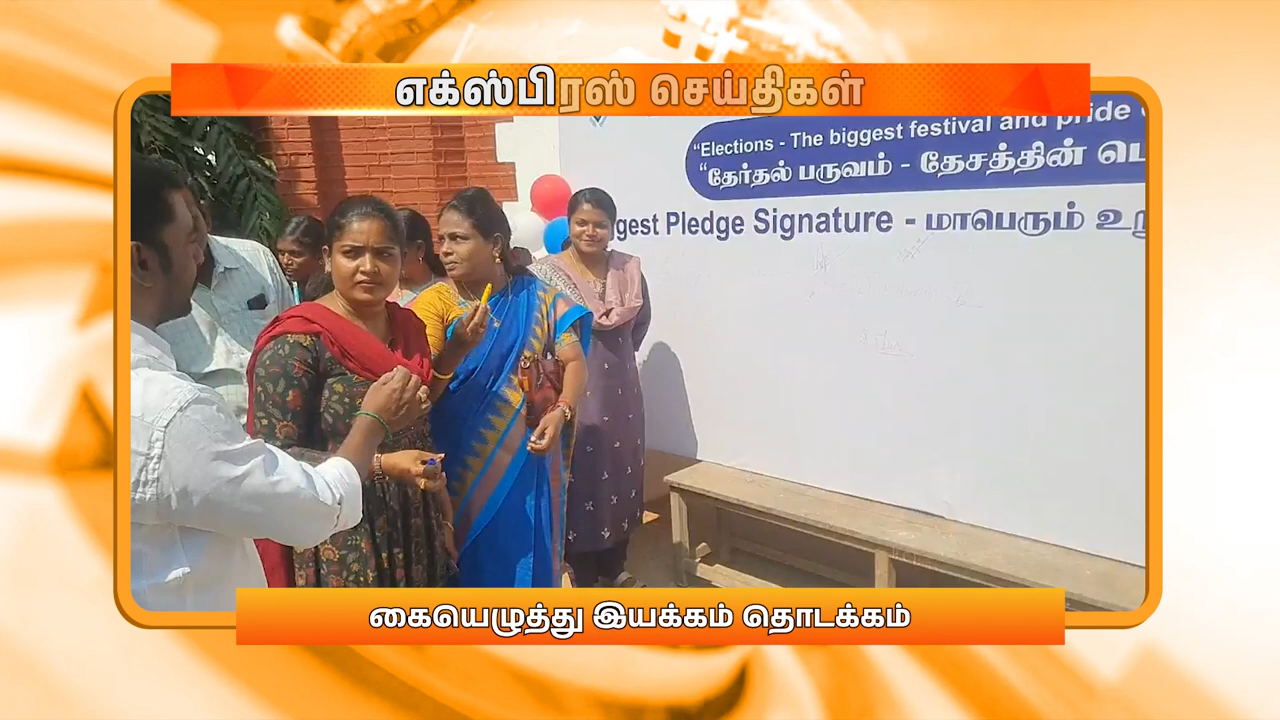 எக்ஸ்பிரஸ் செய்திகள்
“Elections - The biggest festival and pride
“தேர்தல் பருவம் - தேசத்தின் பெ
gest Pledge Signature - மாபெரும் உறு
கையெழுத்து இயக்கம் தொடக்கம்